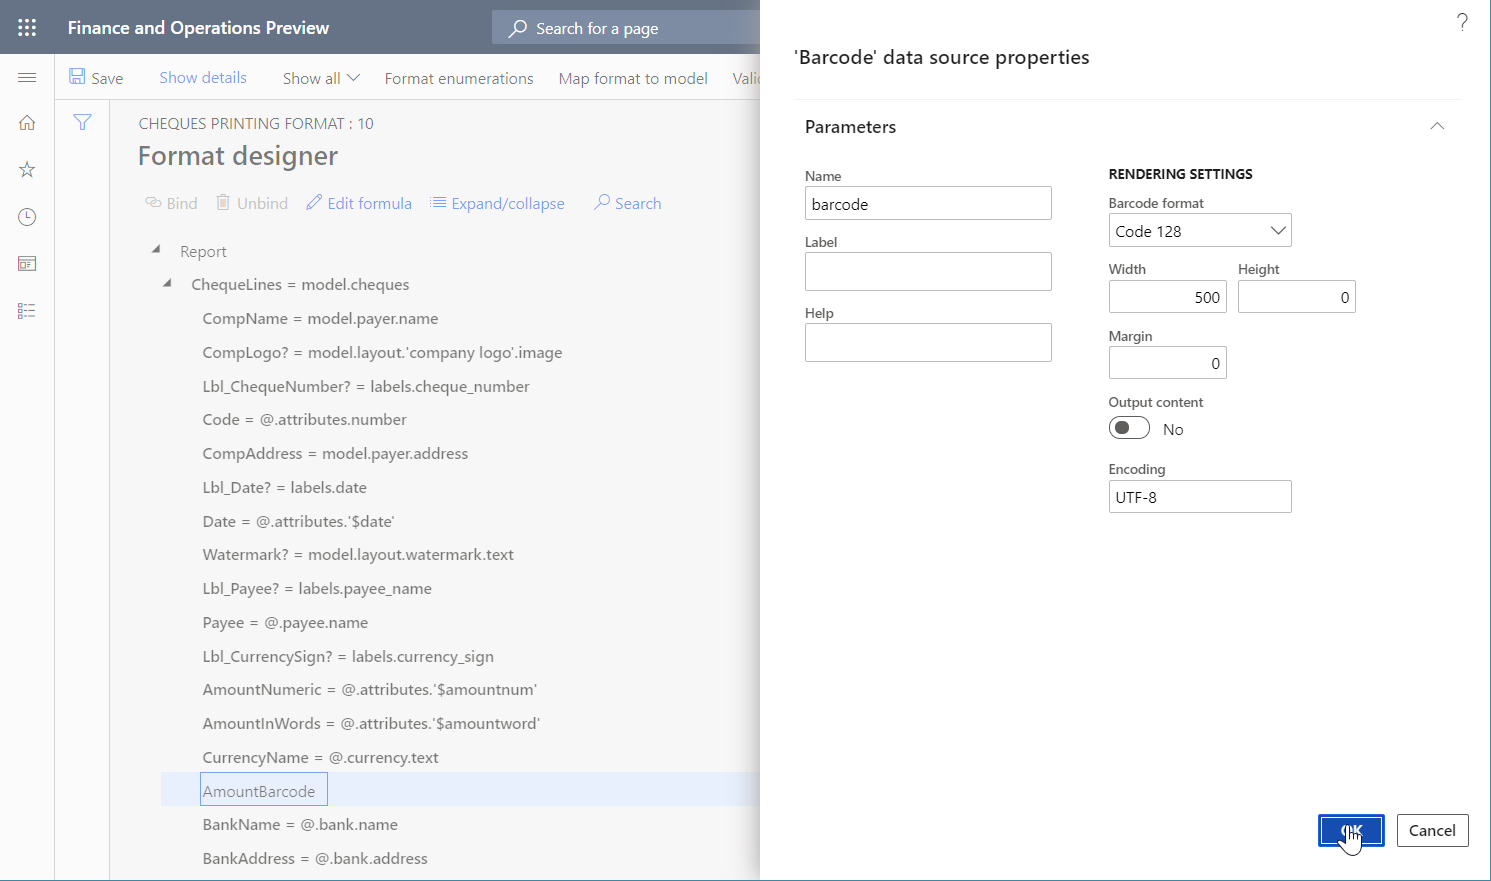 Finance and Operations Preview
Search for a page
?
'Barcode' data source properties
Save
Show details
Show all
Format enumerations
Map format to model
Vali
CHEQUES PRINTING FORMAT : 10
Format designer
Bind
Unbind
Edit formula
Expand/collapse
Search
Report
ChequeLines = model.cheques
CompName = model.payer.name
CompLogo? = model.layout.'company logo'.image
Lbl_ChequeNumber? = labels.cheque_number
Code = @.attributes.number
CompAddress = model.payer.address
Lbl_Date? = labels.date
Date = @.attributes.'$date'
Watermark? = model.layout.watermark.text
Lbl_Payee? = labels.payee_name
Payee = @.payee.name
Lbl_CurrencySign? = labels.currency_sign
AmountNumeric = @.attributes.'$amountnum'
AmountInWords = @.attributes.'$amountword'
CurrencyName = @.currency.text
AmountBarcode
BankName = @.bank.name
BankAddress = @.bank.address
Parameters
Name
barcode
Label
Help
RENDERING SETTINGS
Barcode format
Code 128
Width
Height
500
0
Margin
0
Output content
No
Encoding
UTF-8
OK
Cancel